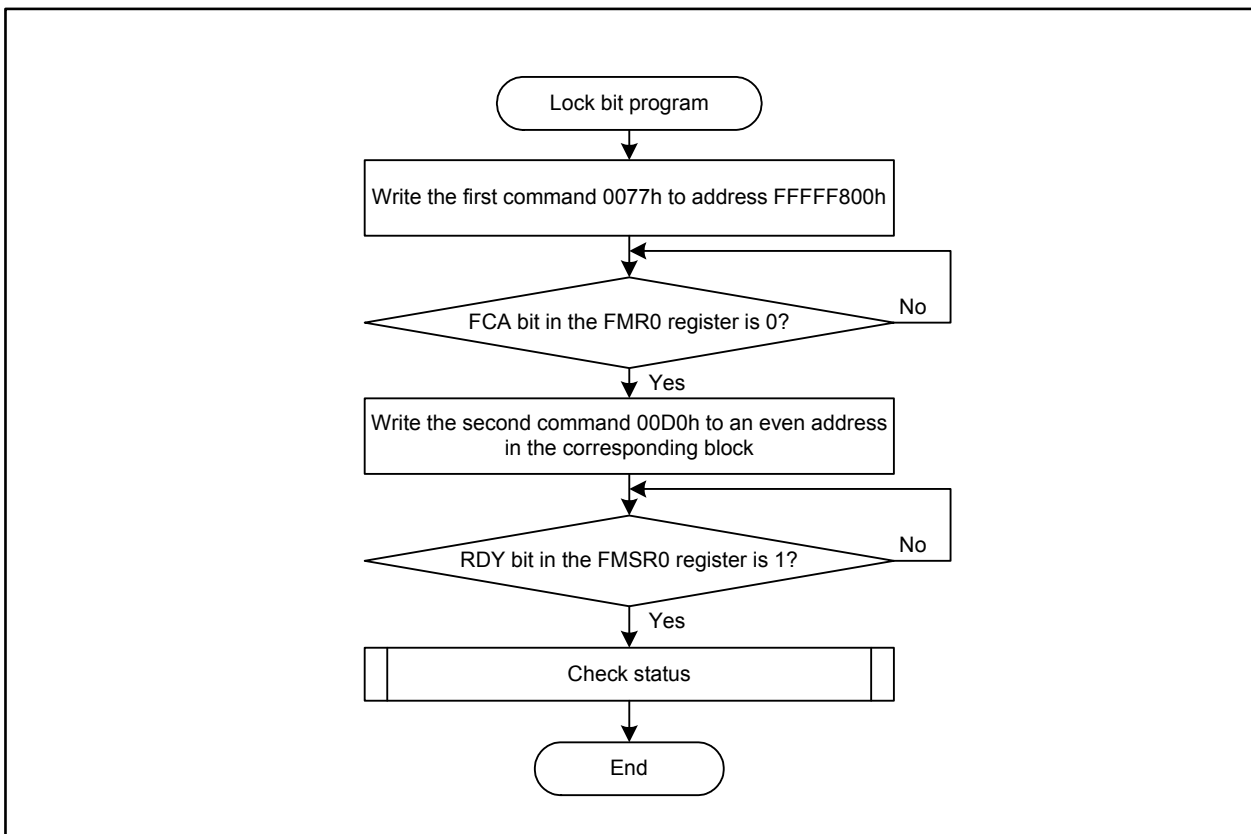 Lock bit program
Write the first command 0077h to address FFFFF800h
No
FCA bit in the FMR0 register is 0?
Yes
Write the second command 00D0h to an even address
in the corresponding block
No
RDY bit in the FMSR0 register is 1?
Yes
Check status
End